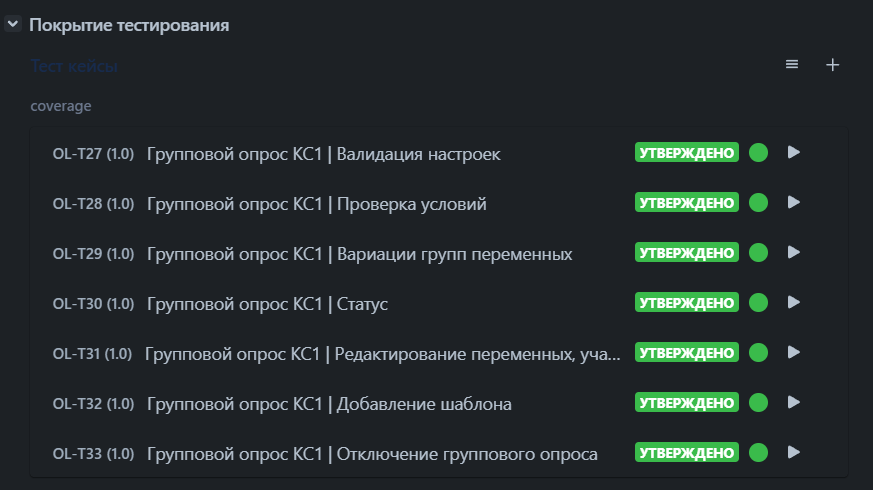 Покрытие тестирования
Тест кейсы
coverage
OL-T27 (1.0) Групповой опрос КС1 | Валидация настроек УТВЕРЖДЕНО
OL-T28 (1.0) Групповой опрос КС1 | Проверка условий УТВЕРЖДЕНО
OL-T29 (1.0) Групповой опрос КС1 | Вариации групп переменных УТВЕРЖДЕНО
OL-T30 (1.0) Групповой опрос КС1 | Статус УТВЕРЖДЕНО
OL-T31 (1.0) Групповой опрос КС1 | Редактирование переменных, уча... УТВЕРЖДЕНО
OL-T32 (1.0) Групповой опрос КС1 | Добавление шаблона УТВЕРЖДЕНО
OL-T33 (1.0) Групповой опрос КС1 | Отключение группового опроса УТВЕРЖДЕНО